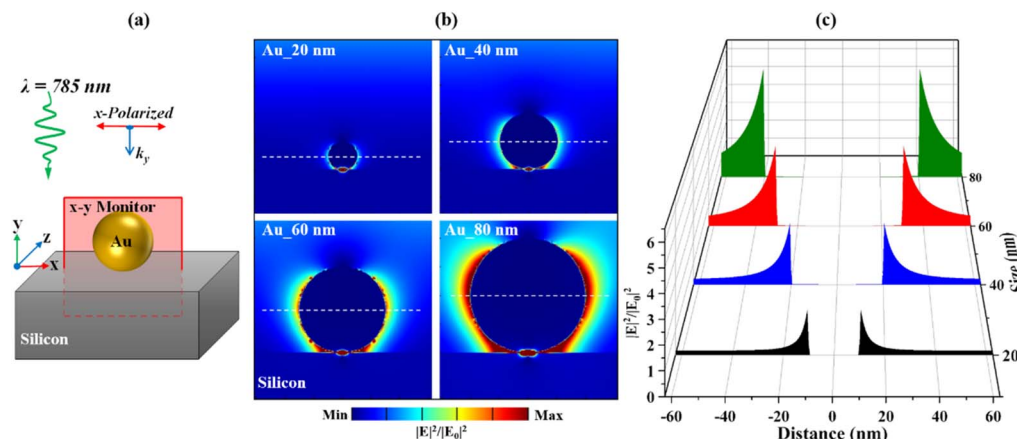 (a)
λ = 785 nm
x-Polarized
k_y
x-y Monitor
Au
y
z
x
Silicon
(b)
Au_20 nm
Au_40 nm
Au_60 nm
Au_80 nm
Silicon
Min
Max
|E|²/|E₀|²
(c)
|E|²/|E₀|²
6
5
4
3
2
1
0
-60
-40
-20
0
20
40
60
Distance (nm)
20
40
60
80
Size (nm)